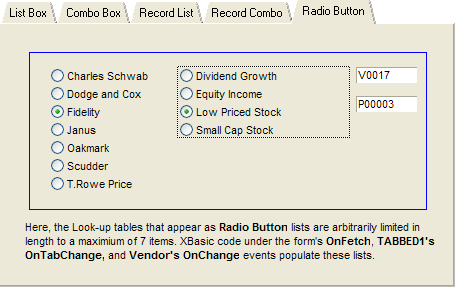 List Box Combo Box Record List Record Combo Radio Button
Charles Schwab Dividend Growth V0017
Dodge and Cox Equity Income P00003
Fidelity Low Priced Stock
Janus Small Cap Stock
Oakmark
Scudder
T.Rowe Price
Here, the Look-up tables that appear as Radio Button lists are arbitrarily limited in
length to a maximium of 7 items. XBasic code under the form's OnFetch, TABBED1's
OnTabChange, and Vendor's OnChange events populate these lists.